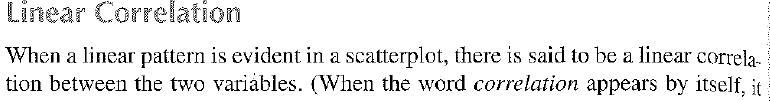 Linear Correlation
When a linear pattern is evident in a scatterplot, there is said to be a linear correla-
tion between the two variables. (When the word correlation appears by itself, it